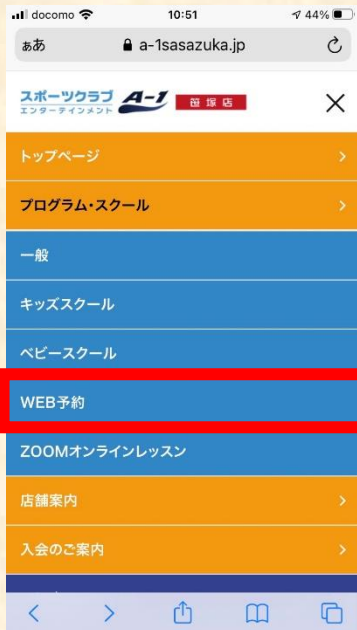 docomo 10:51 44%
ぁあ a-1sasazuka.jp
スポーツクラブ A-1 笹塚店
エンターテインメント
トップページ
プログラム・スクール
一般
キッズスクール
ベビースクール
WEB予約
ZOOMオンラインレッスン
店舗案内
入会のご案内